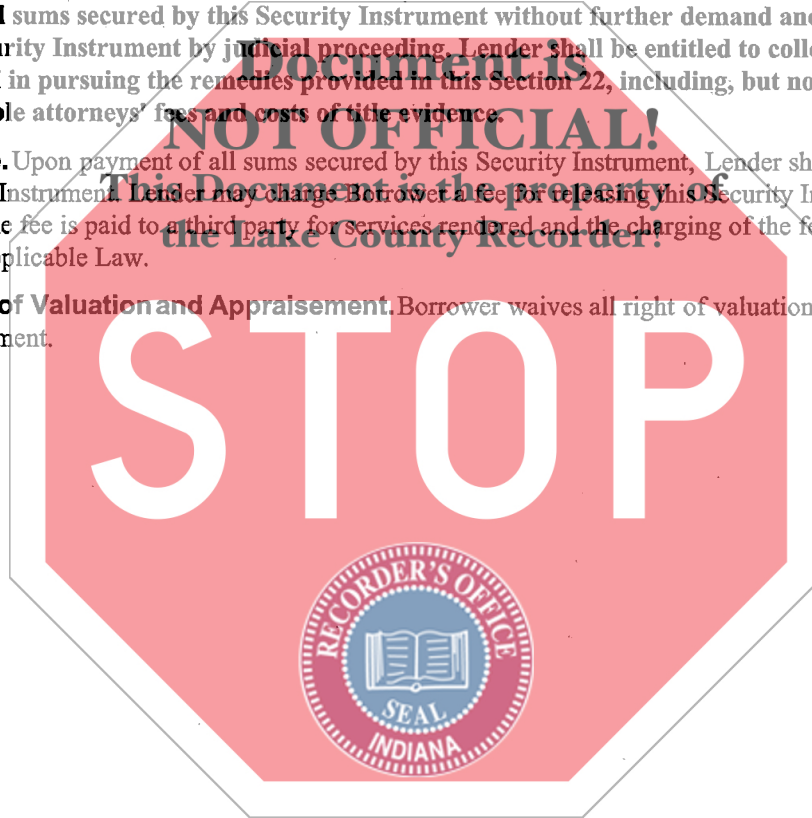 sums secured by this Security Instrument without further demand and
rity Instrument by judicial proceeding. Lender shall be entitled to coll
Document is
in pursuing the remedies provided in this Section 22, including, but no
le attorneys' fees and costs of title evidence.
NOT OFFICIAL!
. Upon payment of all sums secured by this Security Instrument, Lender sh
This Document is the property of
Instrument. Lender may charge Borrower a fee for releasing this Security In
e fee is paid to a third party for services rendered and the charging of the fe
the Lake County Recorder!
plicable Law.
of Valuation and Appraisement. Borrower waives all right of valuation
ment.
STOP
RECORDER'S OFFICE
SEAL
INDIANA